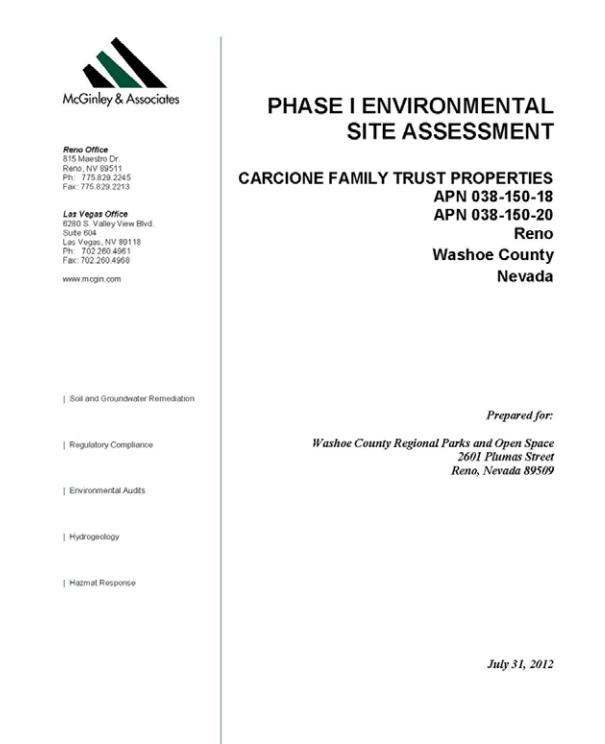 McGinley & Associates
Reno Office
815 Maestro Dr.
Reno, NV 89511
Ph: 775.829.2245
Fax: 775.829.2213
Las Vegas Office
6280 S. Valley View Blvd.
Suite 604
Las Vegas, NV 89118
Ph: 702.260.4961
Fax: 702.260.4968
www.mcgin.com
| Soil and Groundwater Remediation
| Regulatory Compliance
| Environmental Audits
| Hydrogeology
| Hazmat Response
PHASE I ENVIRONMENTAL
SITE ASSESSMENT
CARCIONE FAMILY TRUST PROPERTIES
APN 038-150-18
APN 038-150-20
Reno
Washoe County
Nevada
Prepared for:
Washoe County Regional Parks and Open Space
2601 Plumas Street
Reno, Nevada 89509
July 31, 2012